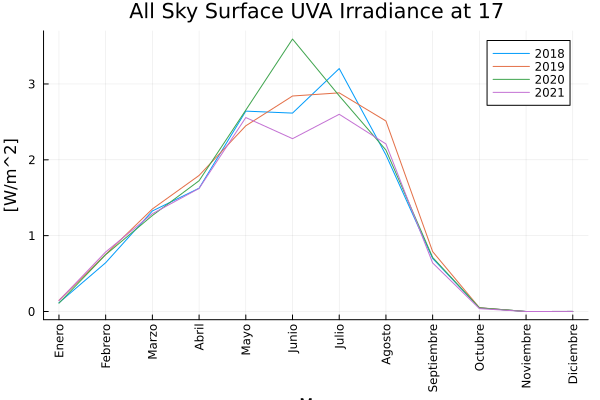 All Sky Surface UVA Irradiance at 17
[W/m^2]
3
2
1
0
2018
2019
2020
2021
Enero
Febrero
Marzo
Abril
Mayo
Junio
Julio
Agosto
Septiembre
Octubre
Noviembre
Diciembre